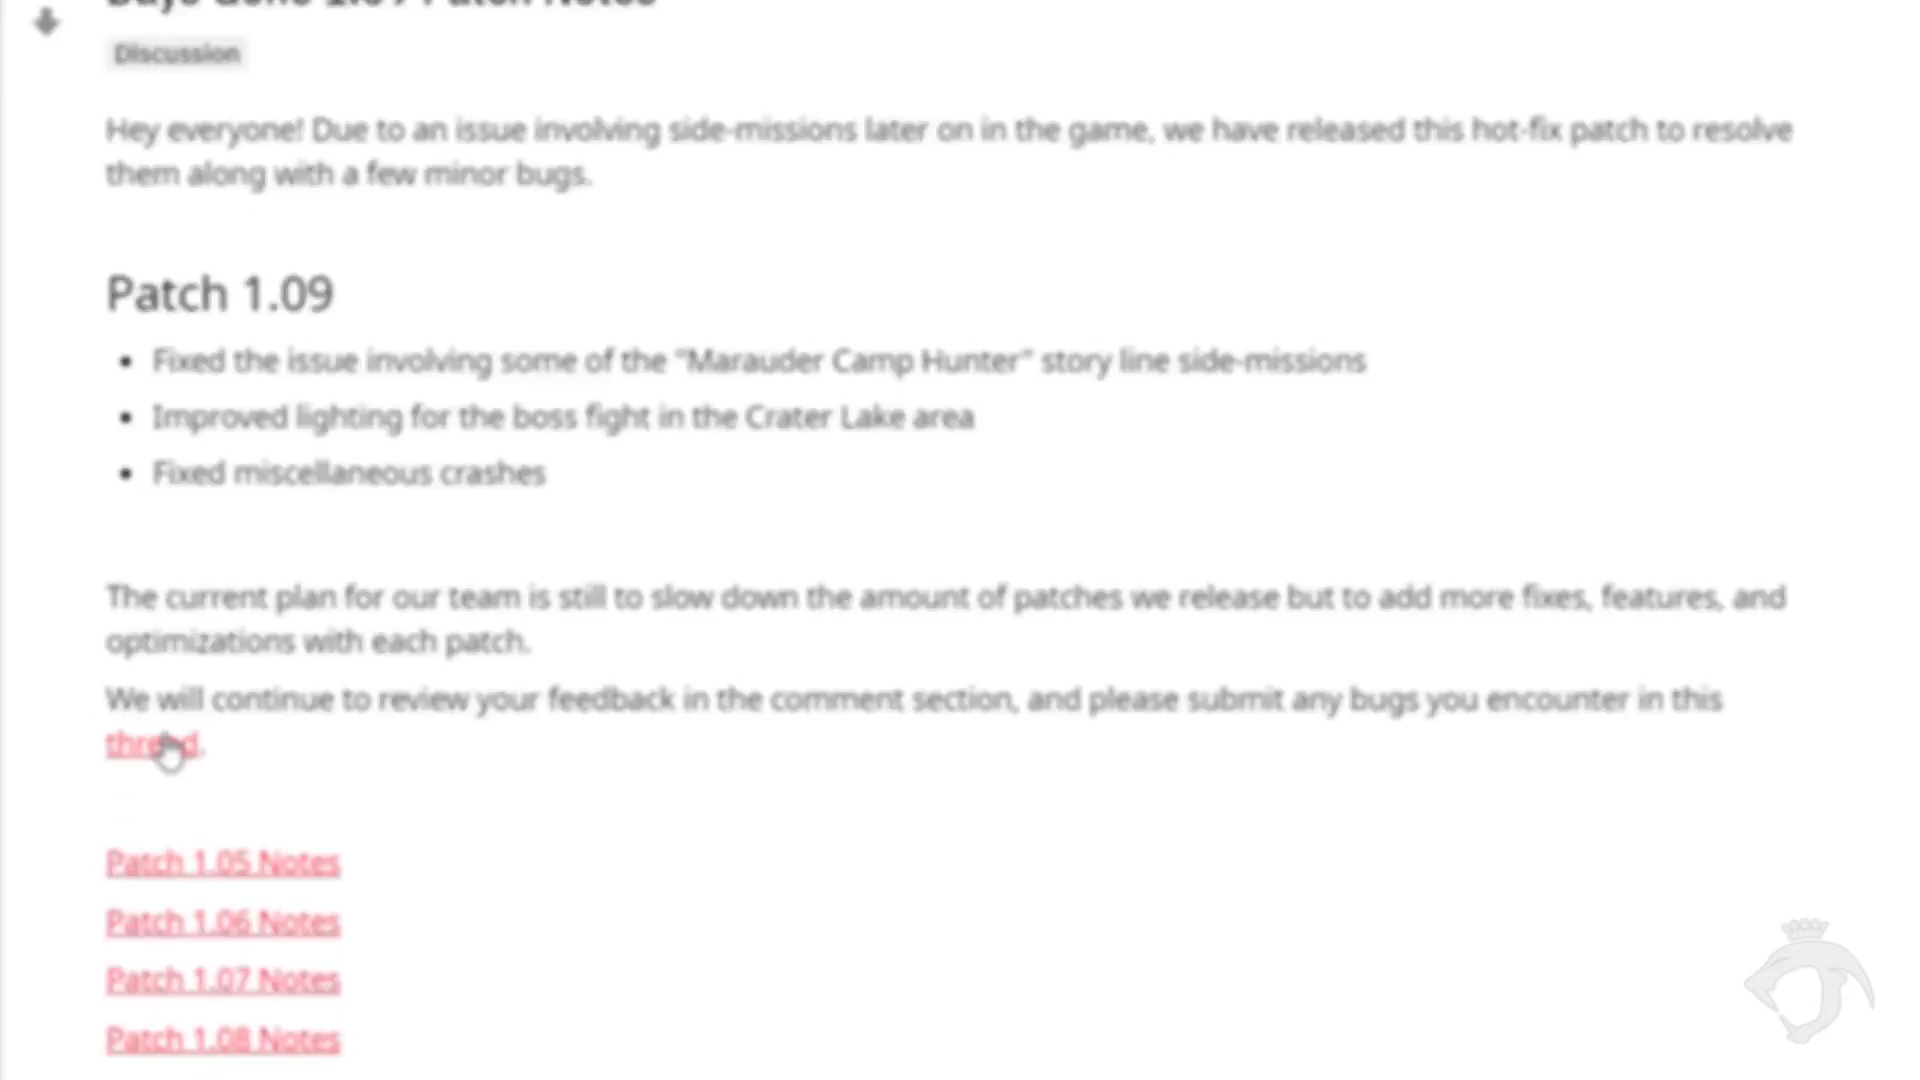 Days Gone 1.09 Patch Notes
Discussion
Hey everyone! Due to an issue involving side-missions later on in the game, we have released this hot-fix patch to resolve
them along with a few minor bugs.
Patch 1.09
• Fixed the issue involving some of the "Marauder Camp Hunter" story line side-missions
• Improved lighting for the boss fight in the Crater Lake area
• Fixed miscellaneous crashes
The current plan for our team is still to slow down the amount of patches we release but to add more fixes, features, and
optimizations with each patch.
We will continue to review your feedback in the comment section, and please submit any bugs you encounter in this
thread.
Patch 1.05 Notes
Patch 1.06 Notes
Patch 1.07 Notes
Patch 1.08 Notes